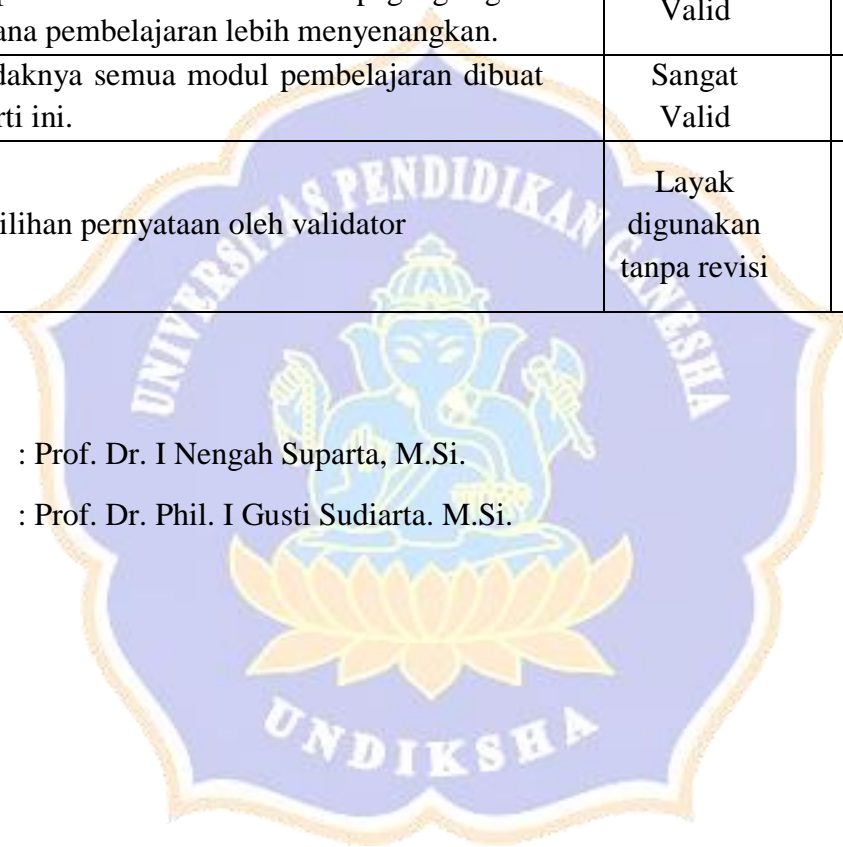 Valid
ana pembelajaran lebih menyenangkan.
daknya semua modul pembelajaran dibuat
Sangat
Valid
rti ini.
ilihan pernyataan oleh validator
Layak
digunakan
tanpa revisi
: Prof. Dr. I Nengah Suparta, M.Si.
: Prof. Dr. Phil. I Gusti Sudiarta. M.Si.
UNIVERSITAS PENDIDIKAN GANESHA
UNDIKSHA